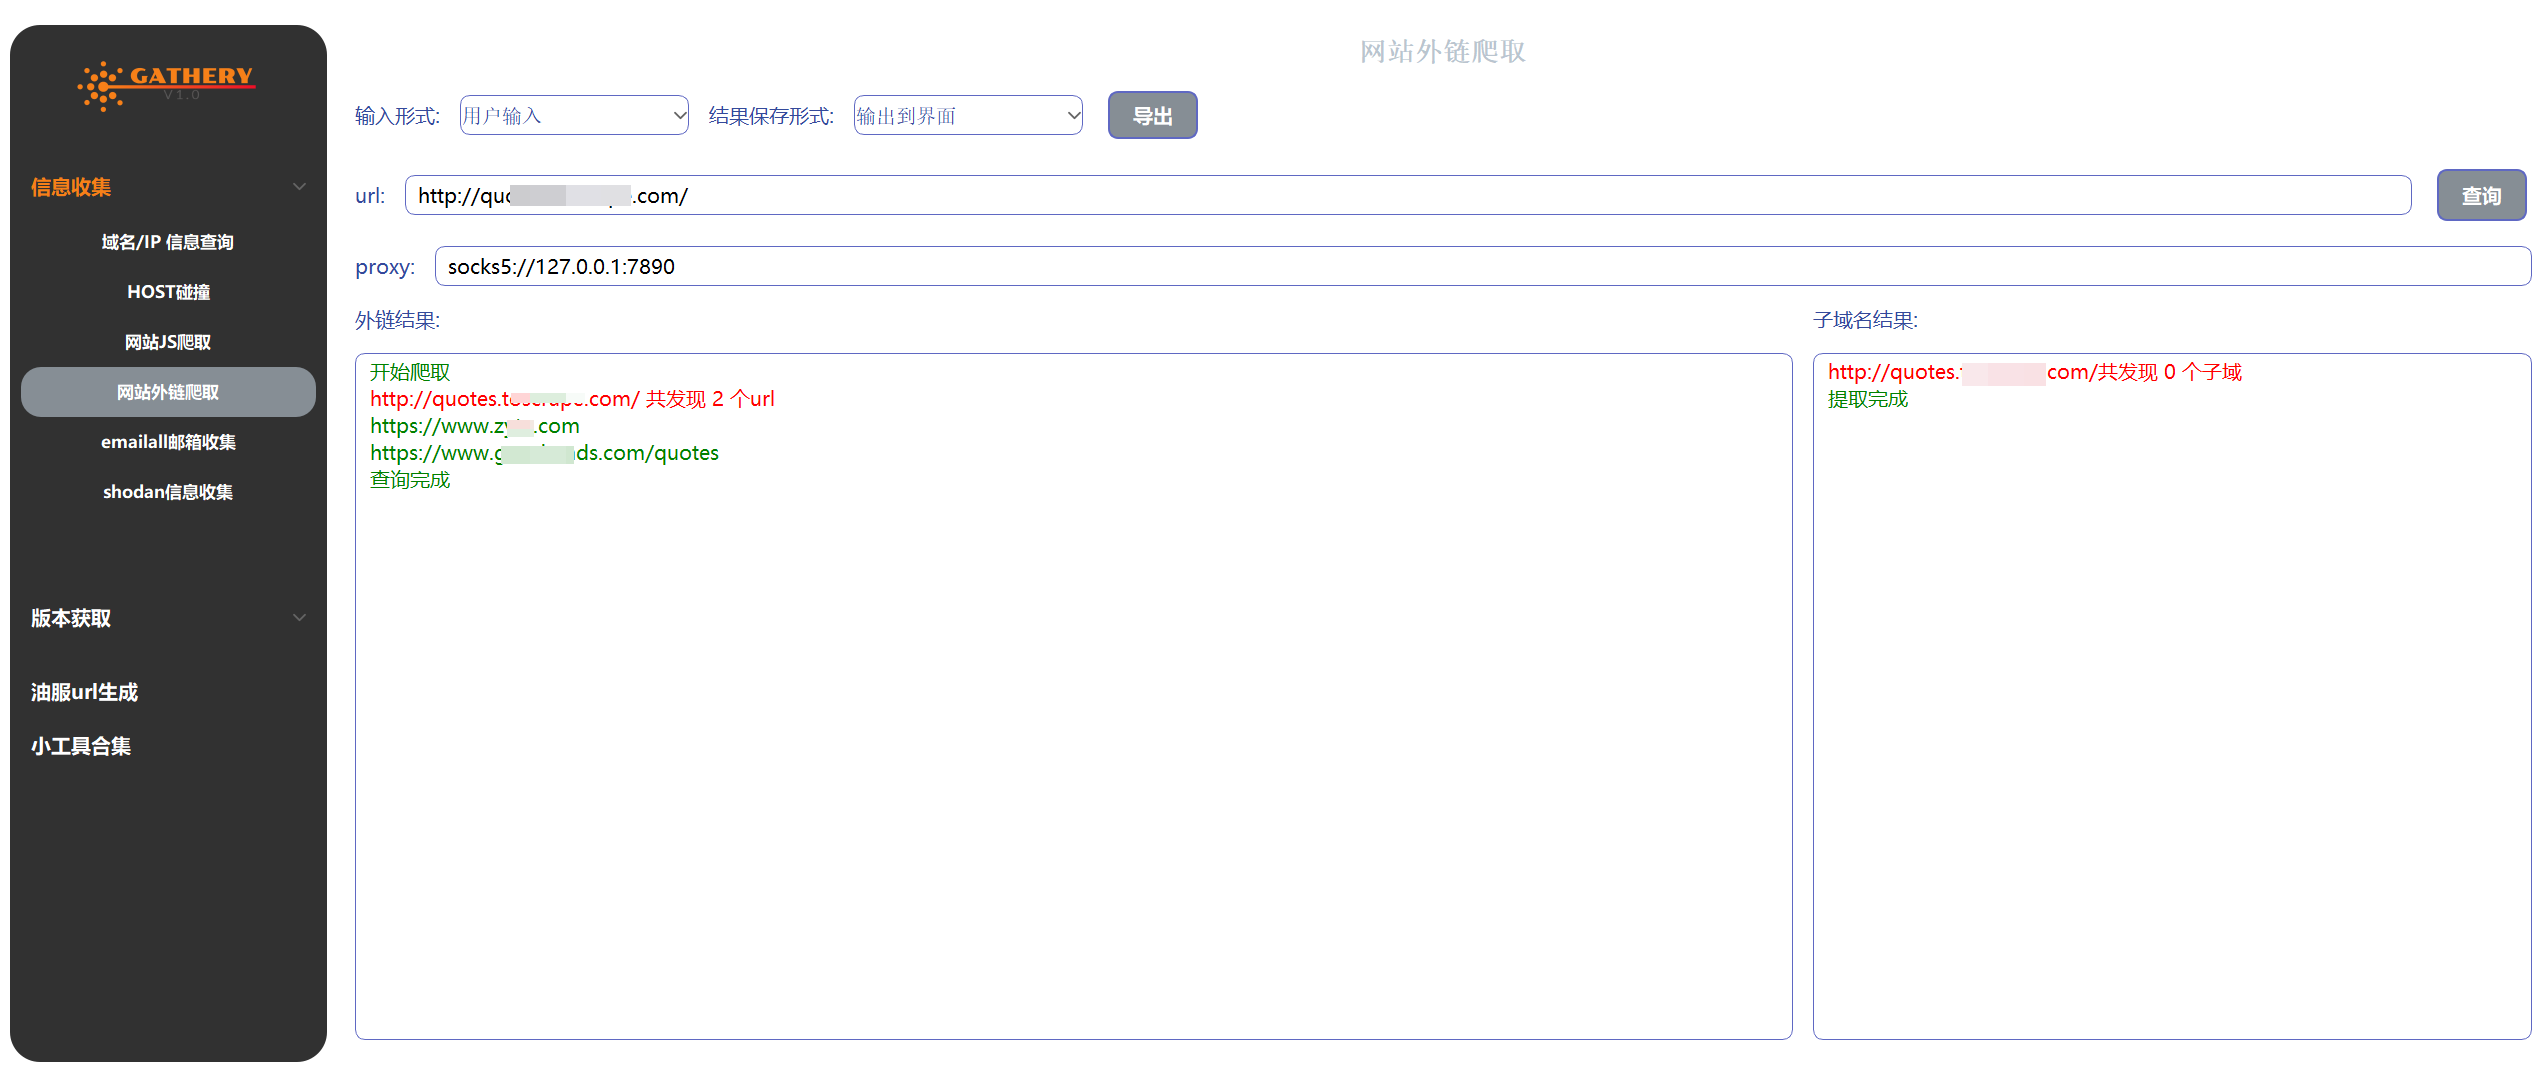 GATHERY
V1.0
信息收集
域名/IP 信息查询
HOST碰撞
网站JS爬取
网站外链爬取
emailall邮箱收集
shodan信息收集
版本获取
油服url生成
小工具合集
网站外链爬取
输入形式: 用户输入 结果保存形式: 输出到界面 导出
url: http://quo .com/ 查询
proxy: socks5://127.0.0.1:7890
外链结果:
开始爬取
http://quotes.toscrape.com/ 共发现 2 个url
https://www.zy .com
https://www.g ds.com/quotes
查询完成
子域名结果:
http://quotes. com/共发现 0 个子域
提取完成